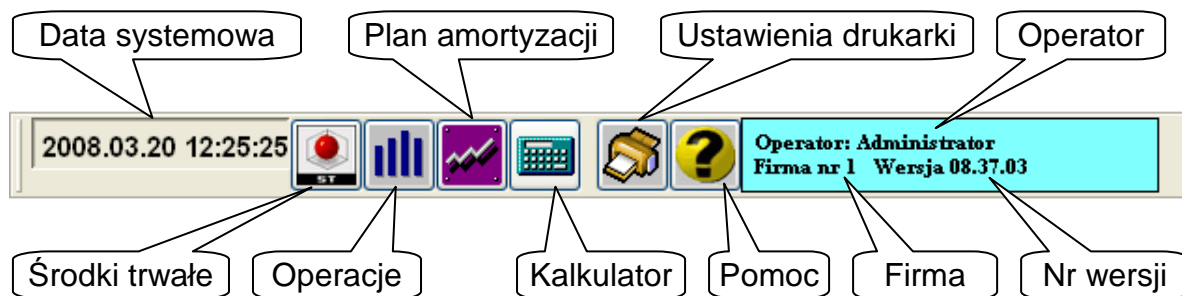 Data systemowa
Plan amortyzacji
Ustawienia drukarki
Operator
2008.03.20 12:25:25
ST
Operator: Administrator
Firma nr 1 Wersja 08.37.03
Środki trwałe
Operacje
Kalkulator
Pomoc
Firma
Nr wersji